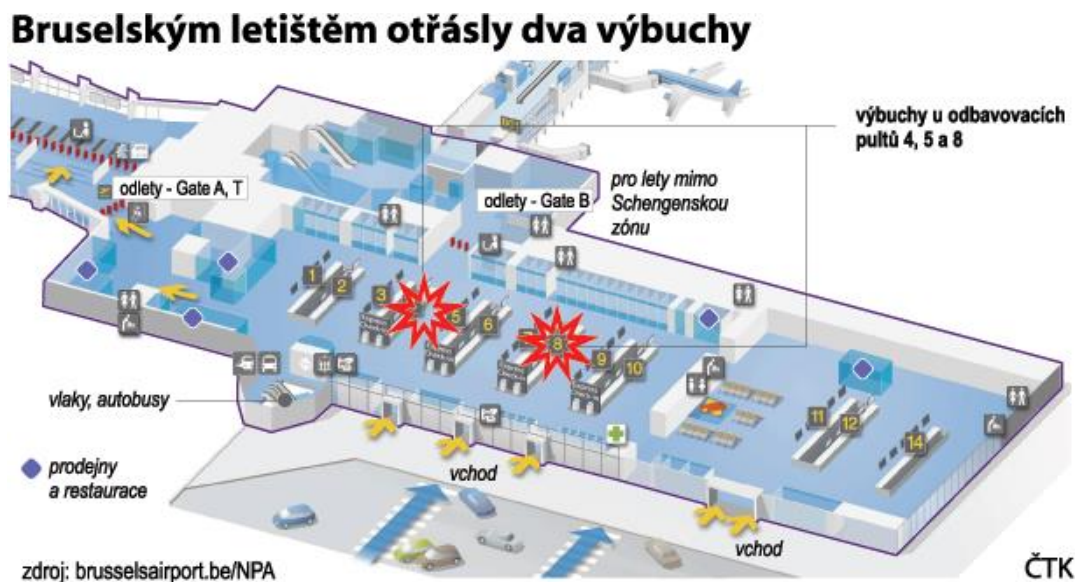 Bruselským letištěm otřásly dva výbuchy
výbuchy u odbavovacích
pultů 4, 5 a 8
odlety - Gate A, T
odlety - Gate B
pro lety mimo
Schengenskou
zónu
1
2
3
5
6
8
9
10
11
12
14
vlaky, autobusy
prodejny
a restaurace
vchod
vchod
zdroj: brusselsairport.be/NPA
ČTK